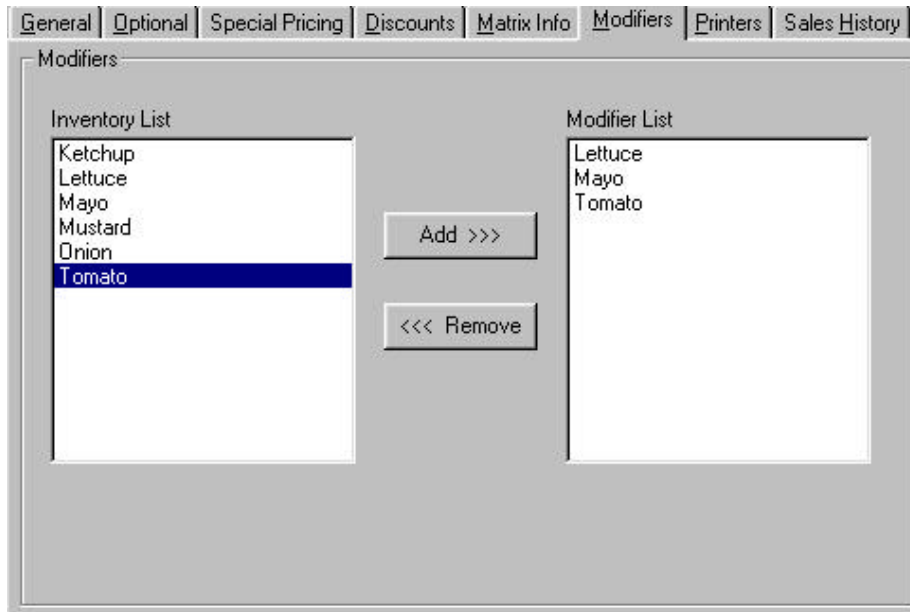 General Optional Special Pricing Discounts Matrix Info Modifiers Printers Sales History
Modifiers
Inventory List
Ketchup
Lettuce
Mayo
Mustard
Onion
Tomato
Add >>>
<<< Remove
Modifier List
Lettuce
Mayo
Tomato